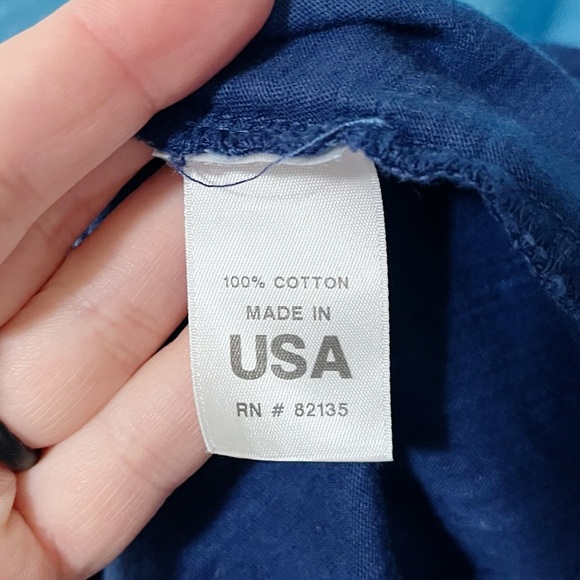 100% COTTON
MADE IN
USA
RN # 82135